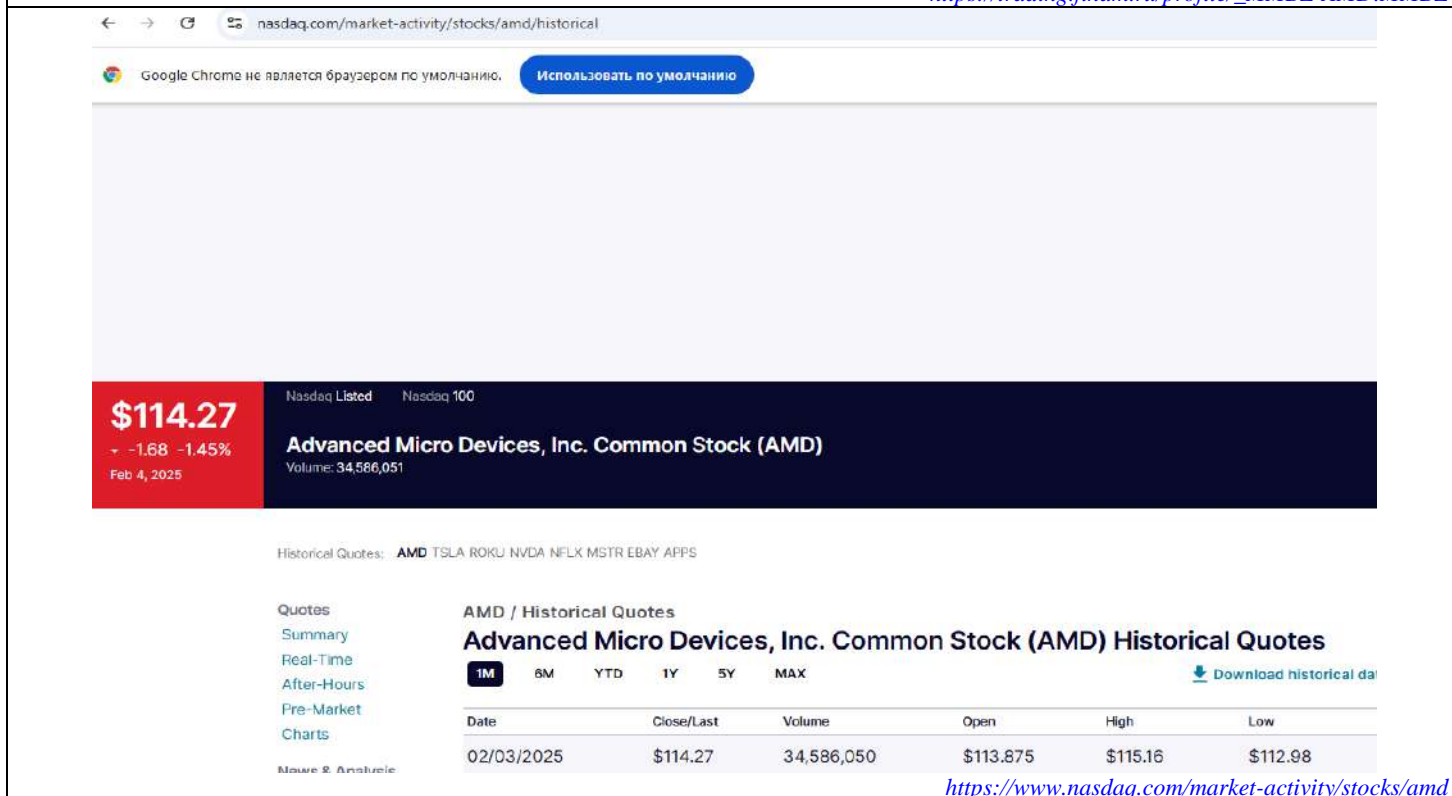 nasdaq.com/market-activity/stocks/amd/historical
Google Chrome не является браузером по умолчанию. Использовать по умолчанию
Nasdaq Listed Nasdaq 100
$114.27
-1.68 -1.45%
Feb 4, 2025
Advanced Micro Devices, Inc. Common Stock (AMD)
Volume: 34,586,051
Historical Quotes: AMD TSLA ROKU NVDA NFLX MSTR EBAY APPS
Quotes
Summary
Real-Time
After-Hours
Pre-Market
Charts
News & Analysis
AMD / Historical Quotes
Advanced Micro Devices, Inc. Common Stock (AMD) Historical Quotes
1M 6M YTD 1Y 5Y MAX
Download historical da
Date Close/Last Volume Open High Low
02/03/2025 $114.27 34,586,050 $113.875 $115.16 $112.98
https://www.nasdaq.com/market-activity/stocks/amd